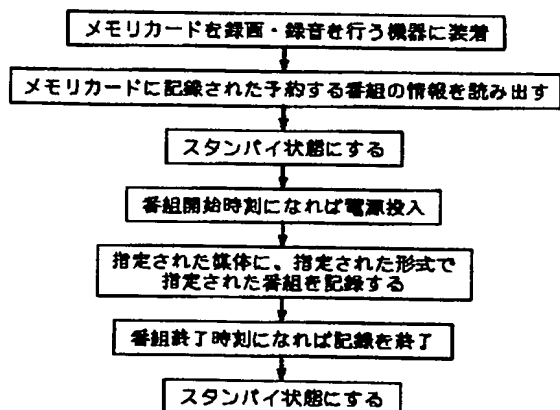 メモリカードを録画・録音を行う機器に装着
メモリカードに記録された予約する番組の情報を読み出す
スタンバイ状態にする
番組開始時刻になれば電源投入
指定された媒体に、指定された形式で
指定された番組を記録する
番組終了時刻になれば記録を終了
スタンバイ状態にする